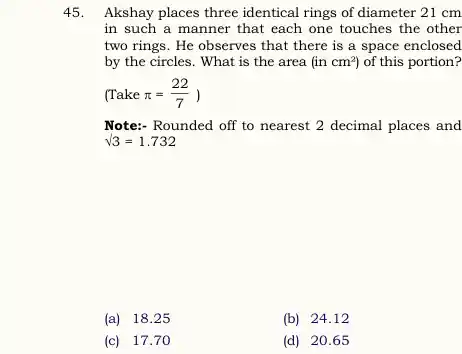 45. Akshay places three identical rings of diameter 21 cm
in such a manner that each one touches the other
two rings. He observes that there is a space enclosed
by the circles. What is the area (in cm²) of this portion?
(Take π = 22/7 )
Note:- Rounded off to nearest 2 decimal places and
√3 = 1.732
(a) 18.25 (b) 24.12
(c) 17.70 (d) 20.65